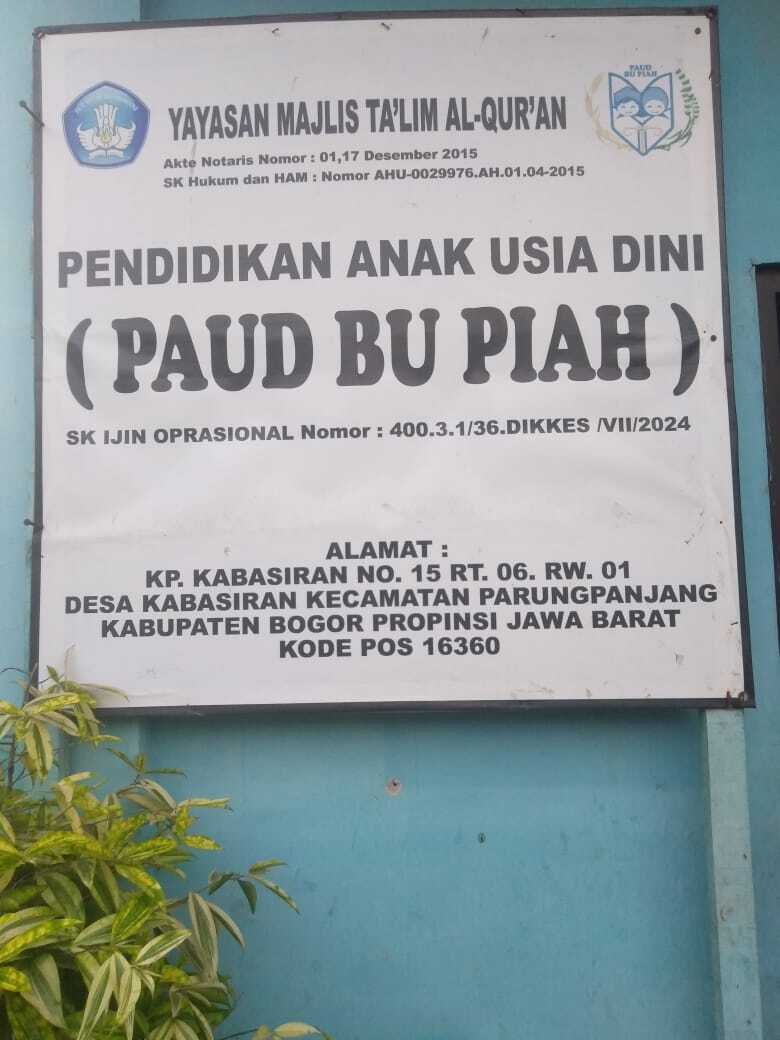 YAYASAN MAJLIS TA'LIM AL-QUR'AN
Akte Notaris Nomor : 01,17 Desember 2015
SK Hukum dan HAM : Nomor AHU-0029976.AH.01.04-2015
PAUD
BU PIAH
PENDIDIKAN ANAK USIA DINI
( PAUD BU PIAH )
SK IJIN OPRASIONAL Nomor : 400.3.1/36.DIKKES /VII/2024
ALAMAT :
KP. KABASIRAN NO. 15 RT. 06. RW. 01
DESA KABASIRAN KECAMATAN PARUNGPANJANG
KABUPATEN BOGOR PROPINSI JAWA BARAT
KODE POS 16360